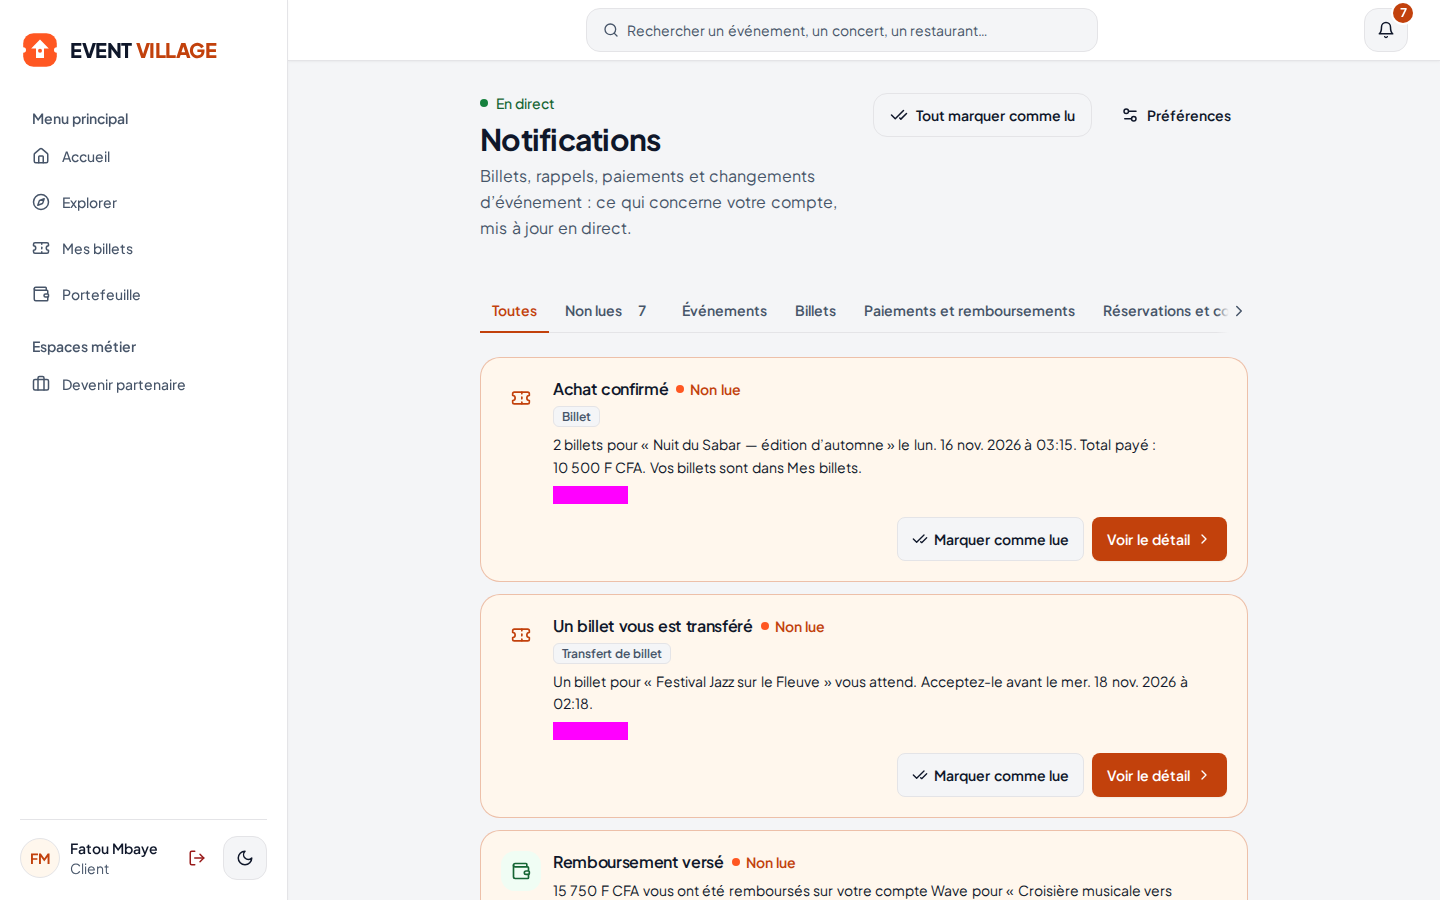 EVENT VILLAGE
Rechercher un événement, un concert, un restaurant…
7
Menu principal
Accueil
Explorer
Mes billets
Portefeuille
Espaces métier
Devenir partenaire
FM
Fatou Mbaye
Client
En direct
Notifications
Tout marquer comme lu
Préférences
Billets, rappels, paiements et changements
d’événement : ce qui concerne votre compte,
mis à jour en direct.
Toutes
Non lues 7
Événements
Billets
Paiements et remboursements
Réservations et
Achat confirmé
Non lue
Billet
2 billets pour « Nuit du Sabar — édition d’automne » le lun. 16 nov. 2026 à 03:15. Total payé :
10 500 F CFA. Vos billets sont dans Mes billets.
Marquer comme lue
Voir le détail
Un billet vous est transféré
Non lue
Transfert de billet
Un billet pour « Festival Jazz sur le Fleuve » vous attend. Acceptez-le avant le mer. 18 nov. 2026 à
02:18.
Marquer comme lue
Voir le détail
Remboursement versé
Non lue
15 750 F CFA vous ont été remboursés sur votre compte Wave pour « Croisière musicale vers